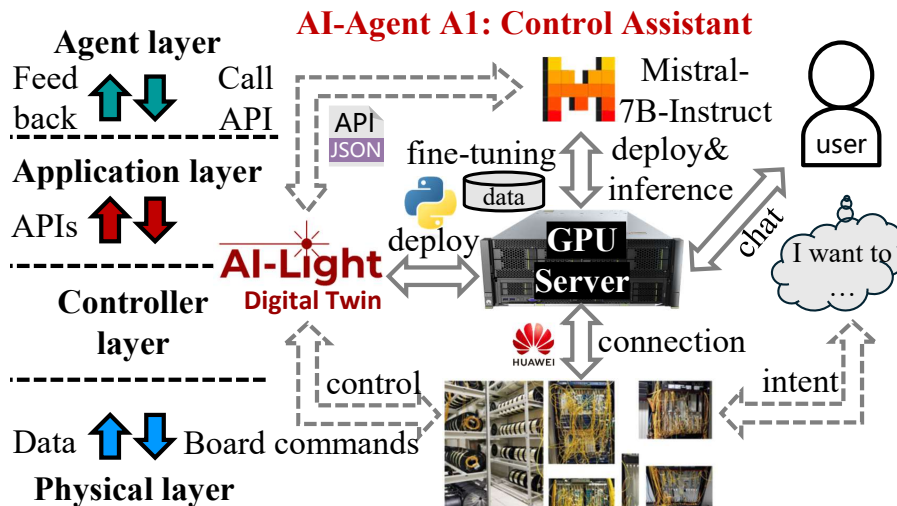 AI-Agent A1: Control Assistant
Agent layer
Feed
back
Call
API
Application layer
APIs
Controller
layer
Data
Board commands
Physical layer
API
JSON
Mistral-
7B-Instruct
fine-tuning
data
deploy&
inference
user
deploy
GPU
Server
chat
AI-Light
Digital Twin
I want to
...
HUAWEI
connection
control
intent